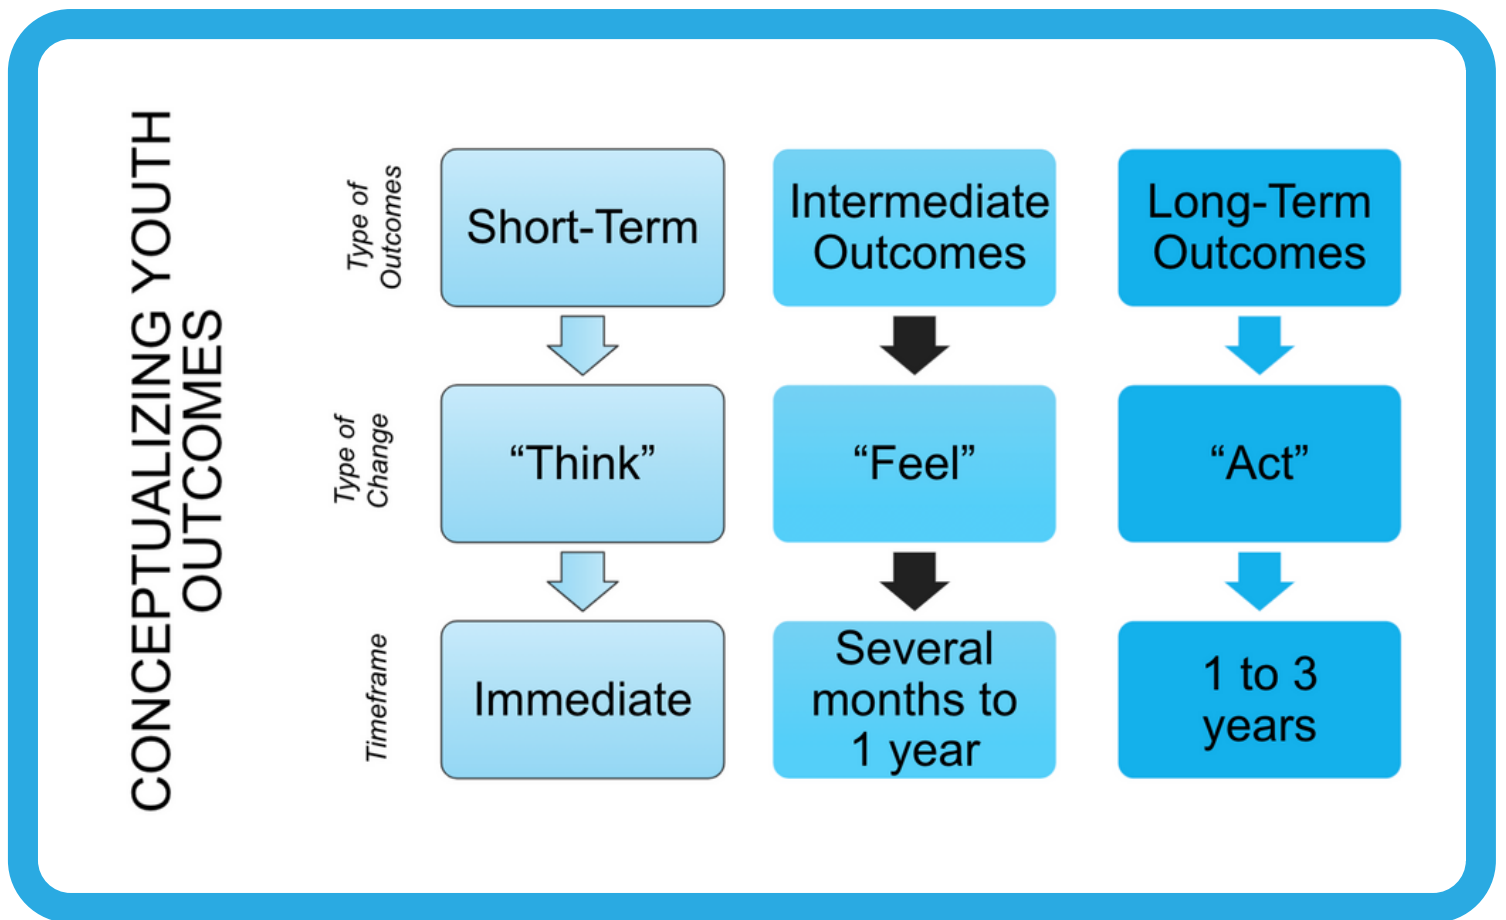 CONCEPTUALIZING YOUTH
OUTCOMES
Type of
Outcomes
Short-Term
Intermediate
Outcomes
Long-Term
Outcomes
Type of
Change
“Think”
“Feel”
“Act”
Timeframe
Immediate
Several
months to
1 year
1 to 3
years